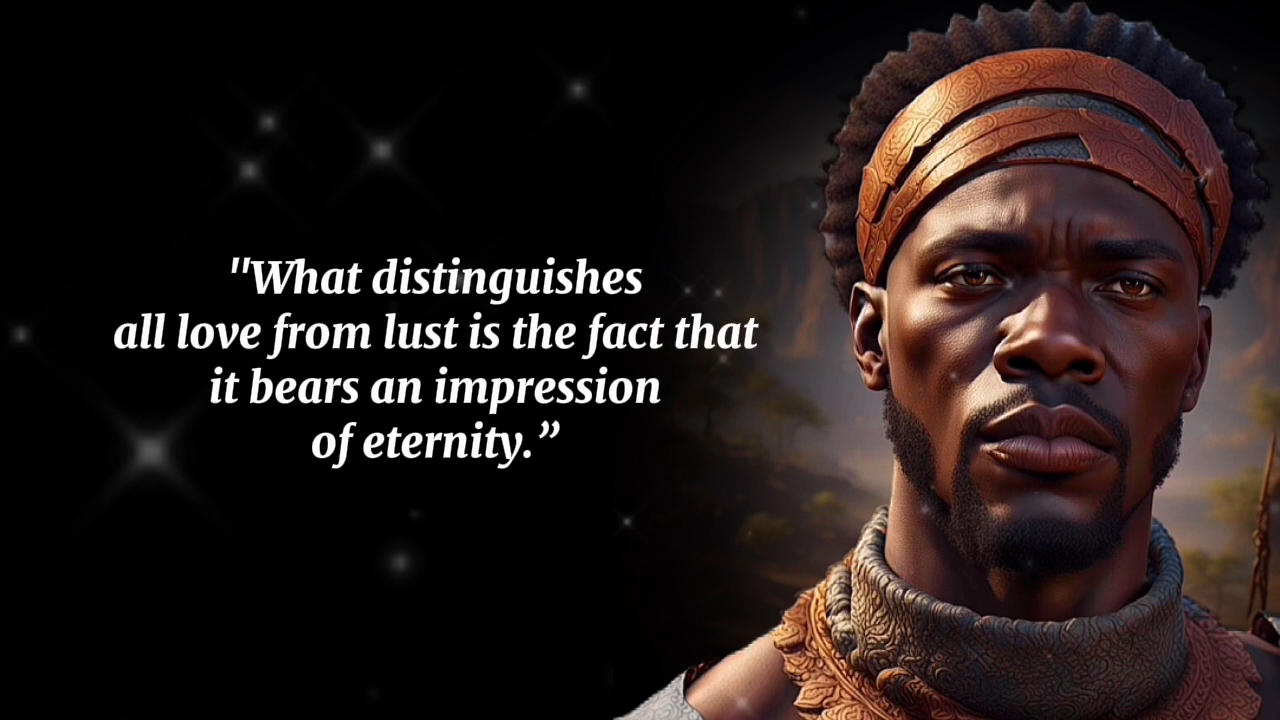 "What distinguishes
all love from lust is the fact that
it bears an impression
of eternity.”